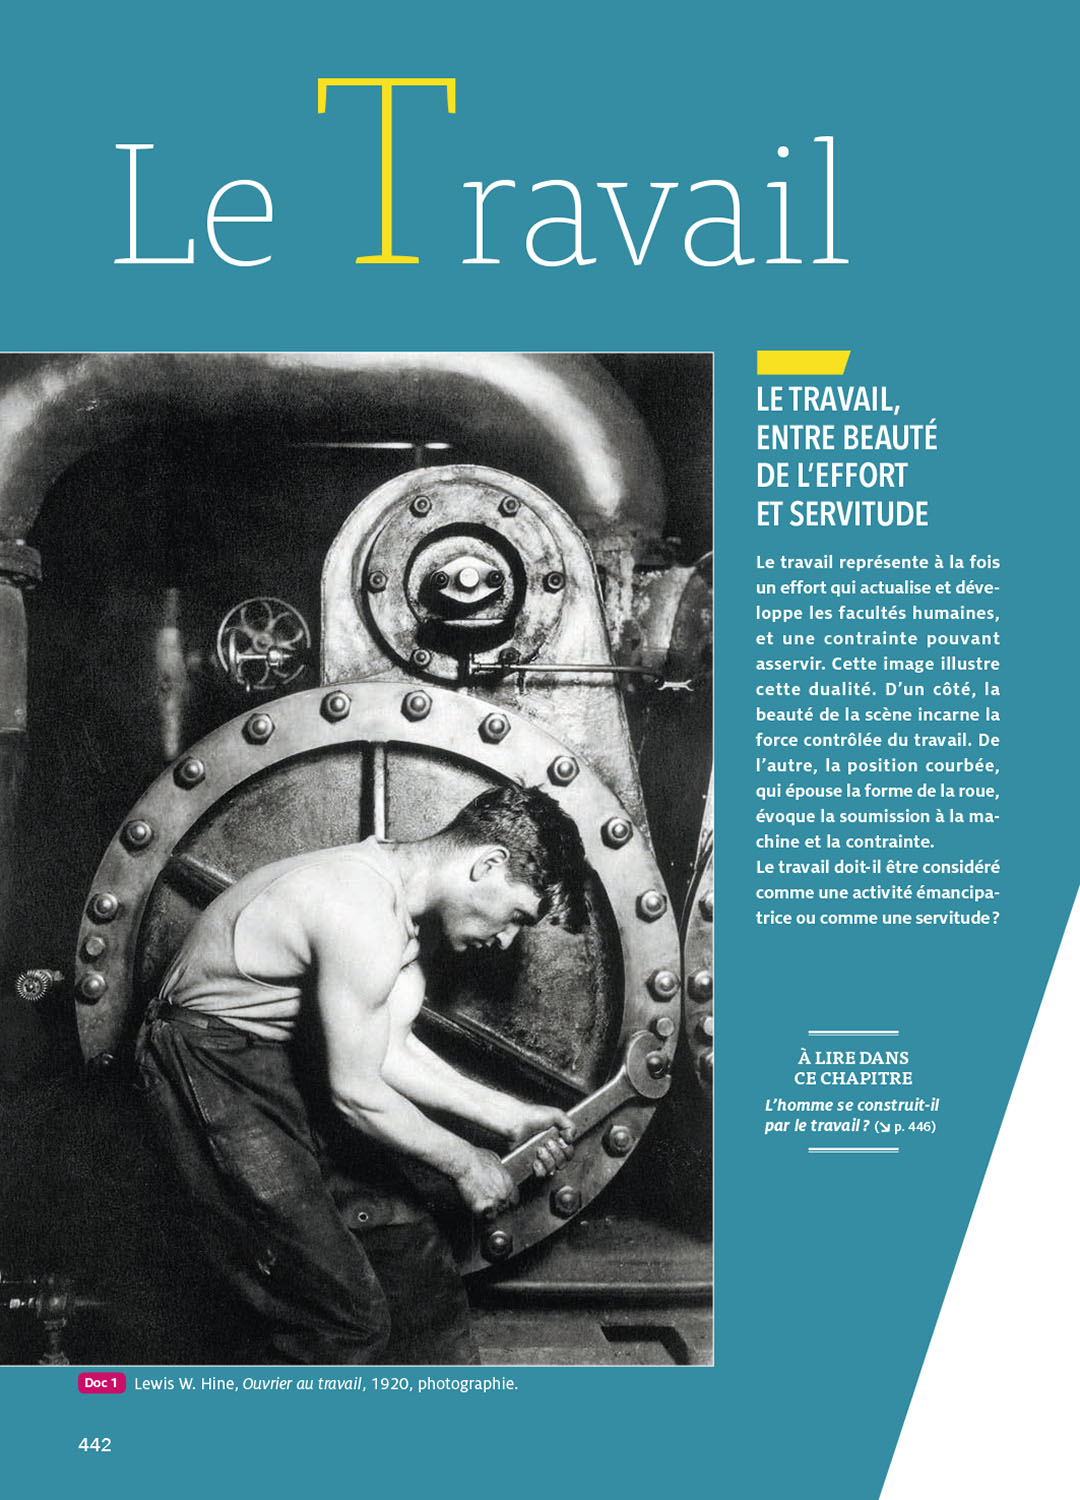 Le Travail
LE TRAVAIL,
ENTRE BEAUTÉ
DE L'EFFORT
ET SERVITUDE
Le travail représente à la fois
un effort qui actualise et déve-
loppe les facultés humaines,
et une contrainte pouvant
asservir. Cette image illustre
cette dualité. D'un côté, la
beauté de la scène incarne la
force contrôlée du travail. De
l'autre, la position courbée,
qui épouse la forme de la roue,
évoque la soumission à la ma-
chine et la contrainte.
Le travail doit-il être considéré
comme une activité émancipa-
trice ou comme une servitude ?
À LIRE DANS
CE CHAPITRE
L'homme se construit-il
par le travail ? (↘ p. 446)
Doc 1 Lewis W. Hine, Ouvrier au travail, 1920, photographie.
442